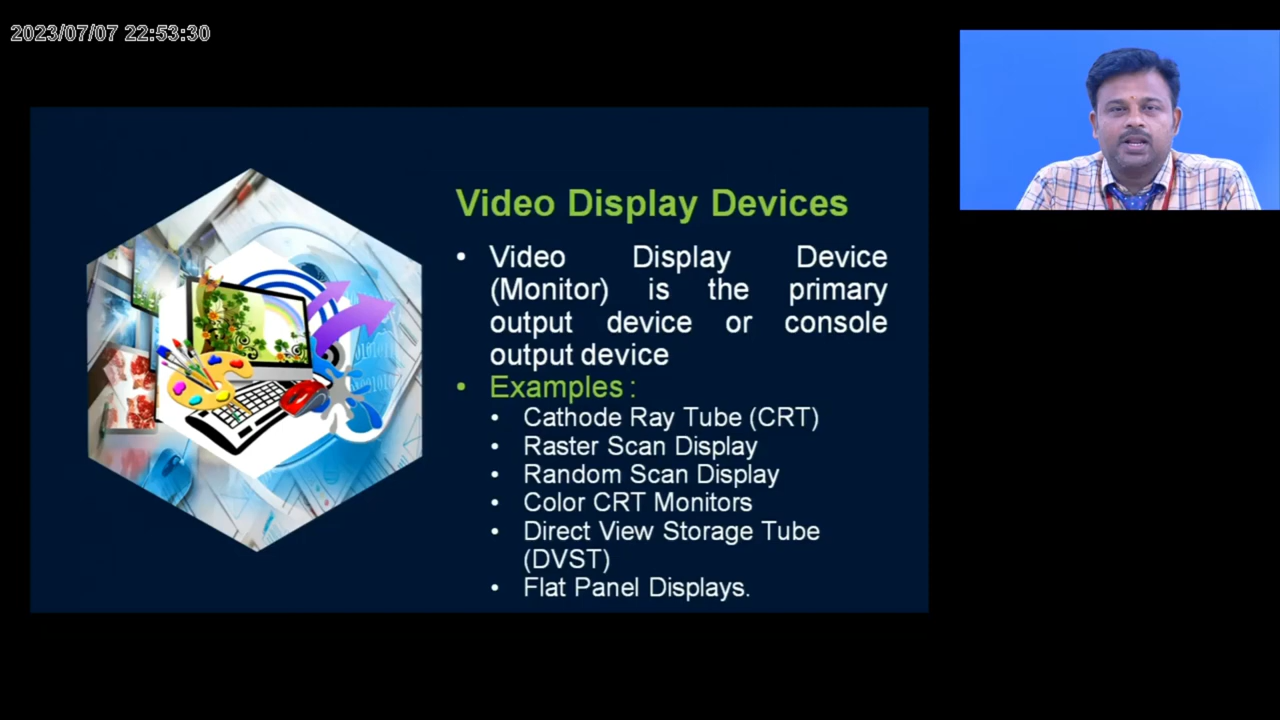 2023/07/07 22:53:30
Video Display Devices
• Video Display Device
(Monitor) is the primary
output device or console
output device
• Examples :
• Cathode Ray Tube (CRT)
• Raster Scan Display
• Random Scan Display
• Color CRT Monitors
• Direct View Storage Tube
(DVST)
• Flat Panel Displays.